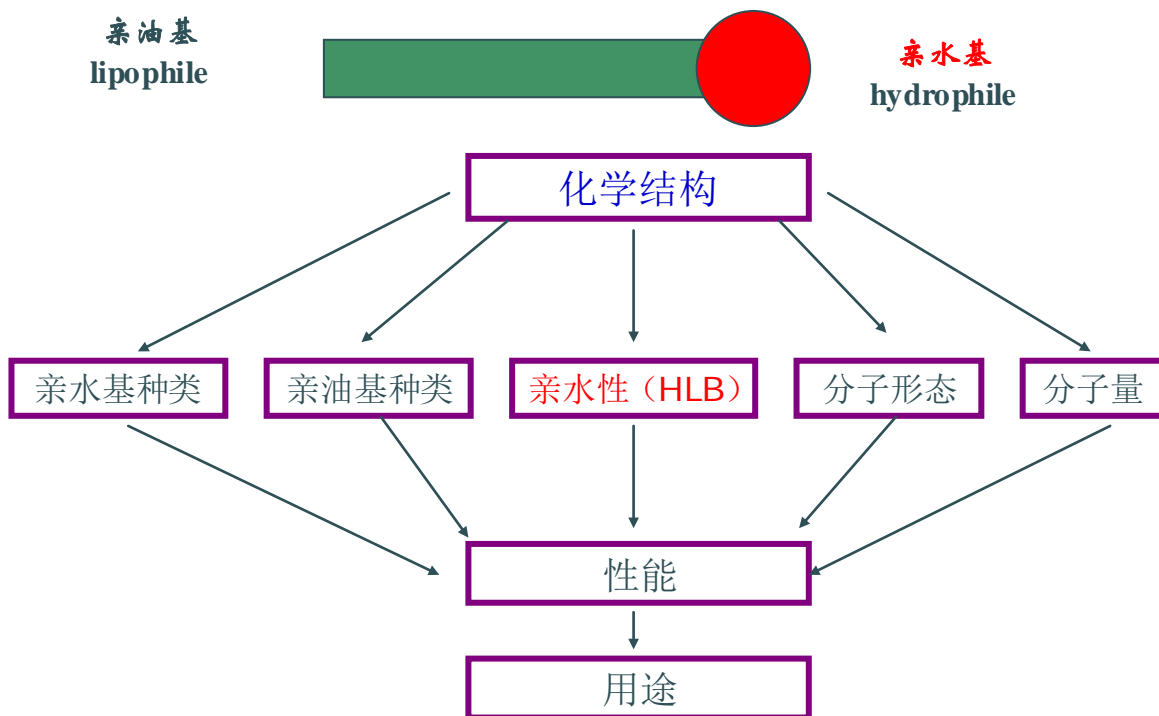 亲油基
lipophile
亲水基
hydrophile
化学结构
亲水基种类
亲油基种类
亲水性（HLB）
分子形态
分子量
性能
用途